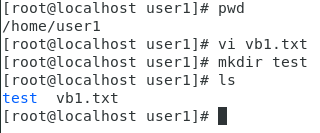 [root@localhost user1]# pwd
/home/user1
[root@localhost user1]# vi vb1.txt
[root@localhost user1]# mkdir test
[root@localhost user1]# ls
test  vb1.txt
[root@localhost user1]#